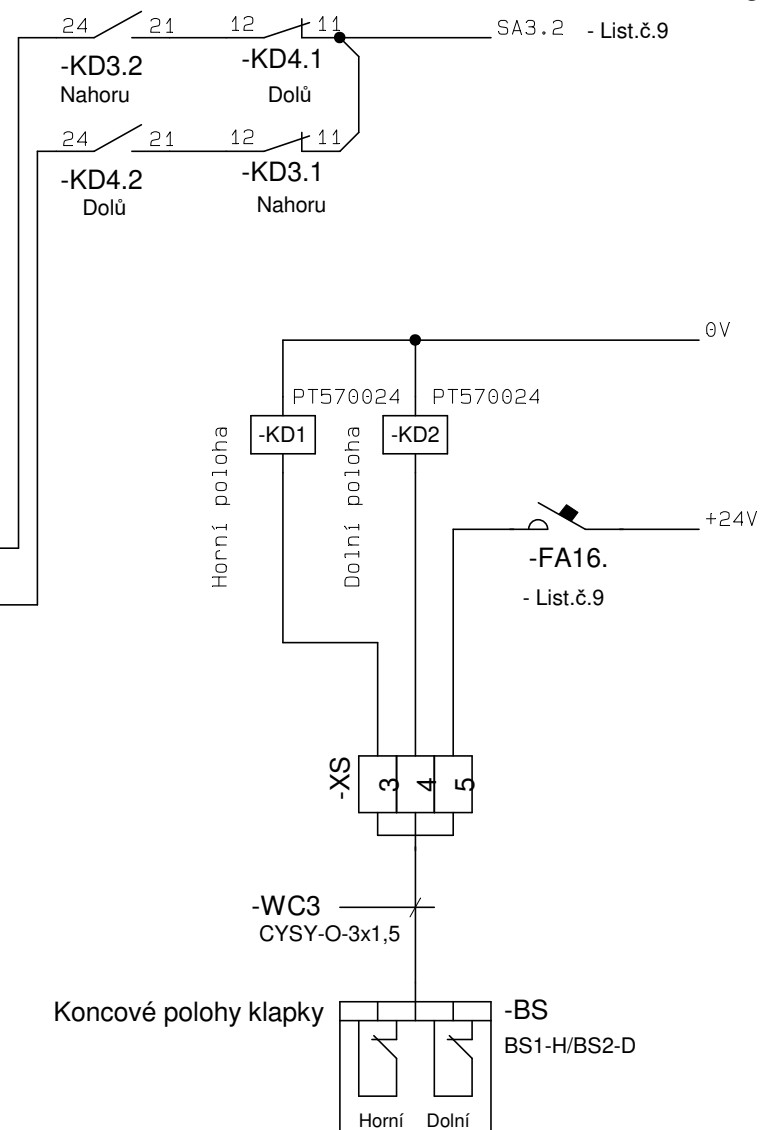 24 21 12 11 SA3.2 - List.č.9
-KD3.2 -KD4.1
Nahoru Dolů
24 21 12 11
-KD4.2 -KD3.1
Dolů Nahoru
0V
PT570024 PT570024
-KD1 -KD2
Horní poloha
Dolní poloha
+24V
-FA16.
- List.č.9
-XS
3 4 5
-WC3
CYSY-O-3x1,5
Koncové polohy klapky -BS
BS1-H/BS2-D
Horní Dolní